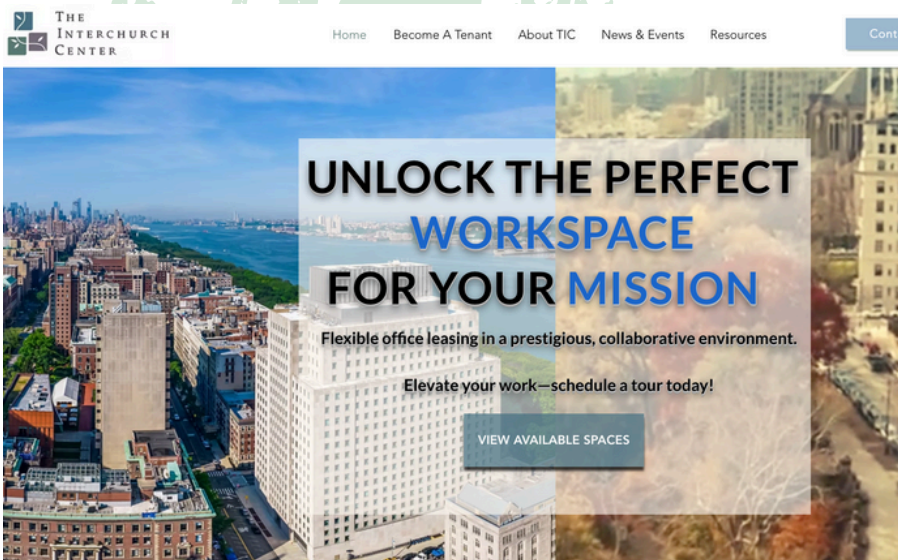 THE
INTERCHURCH
CENTER
Home Become A Tenant About TIC News & Events Resources Cont
UNLOCK THE PERFECT
WORKSPACE
FOR YOUR MISSION
Flexible office leasing in a prestigious, collaborative environment.
Elevate your work—schedule a tour today!
VIEW AVAILABLE SPACES